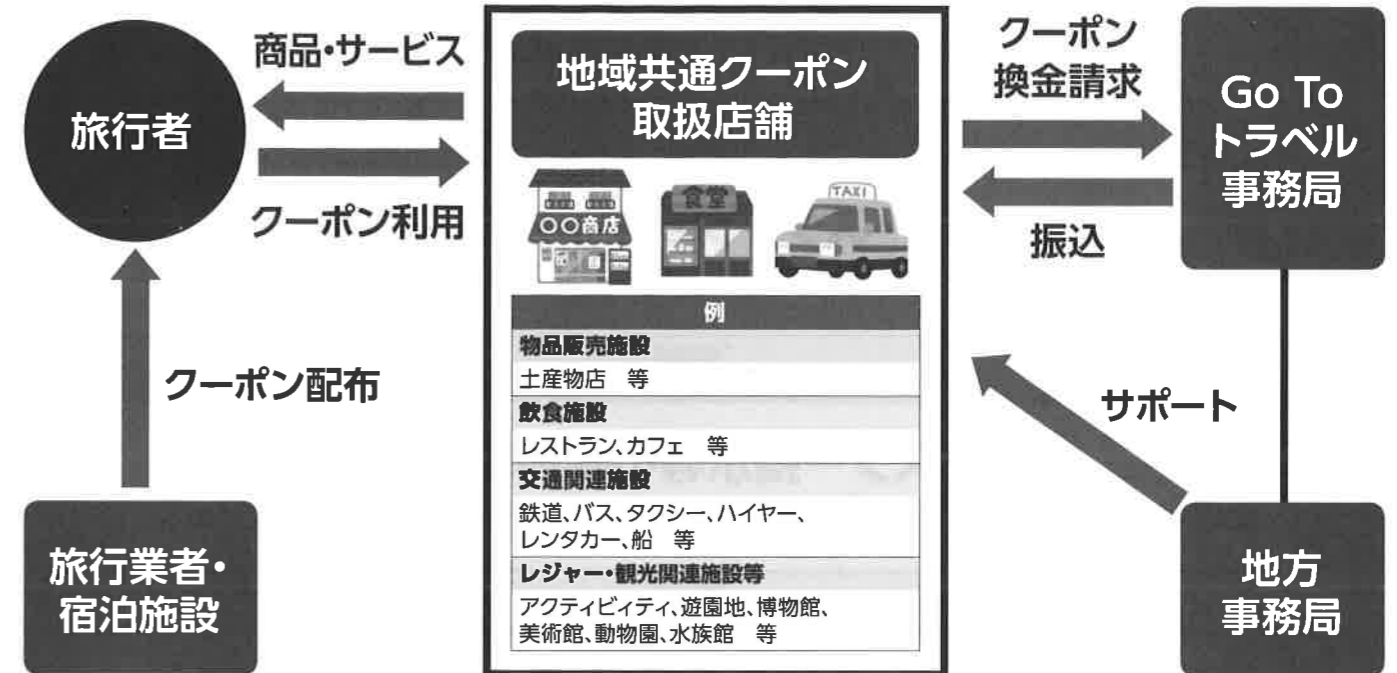 商品・サービス
旅行者
クーポン利用
クーポン配布
旅行業者・
宿泊施設
地域共通クーポン
取扱店舗
〇〇商店
食堂
TAXI
例
物品販売施設
土産物店 等
飲食施設
レストラン、カフェ 等
交通関連施設
鉄道、バス、タクシー、ハイヤー、
レンタカー、船 等
レジャー・観光関連施設等
アクティビィティ、遊園地、博物館、
美術館、動物園、水族館 等
クーポン
換金請求
振込
Go To
トラベル
事務局
サポート
地方
事務局